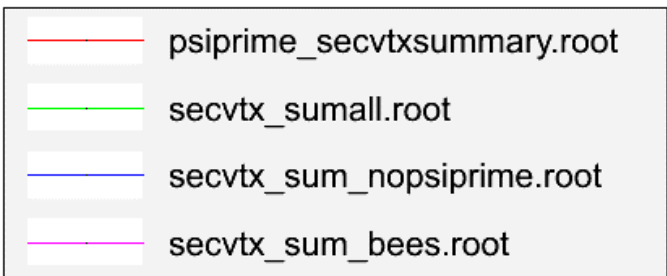 psiprime_secvtxsummary.root
secvtx_sumall.root
secvtx_sum_nopsiprime.root
secvtx_sum_bees.root